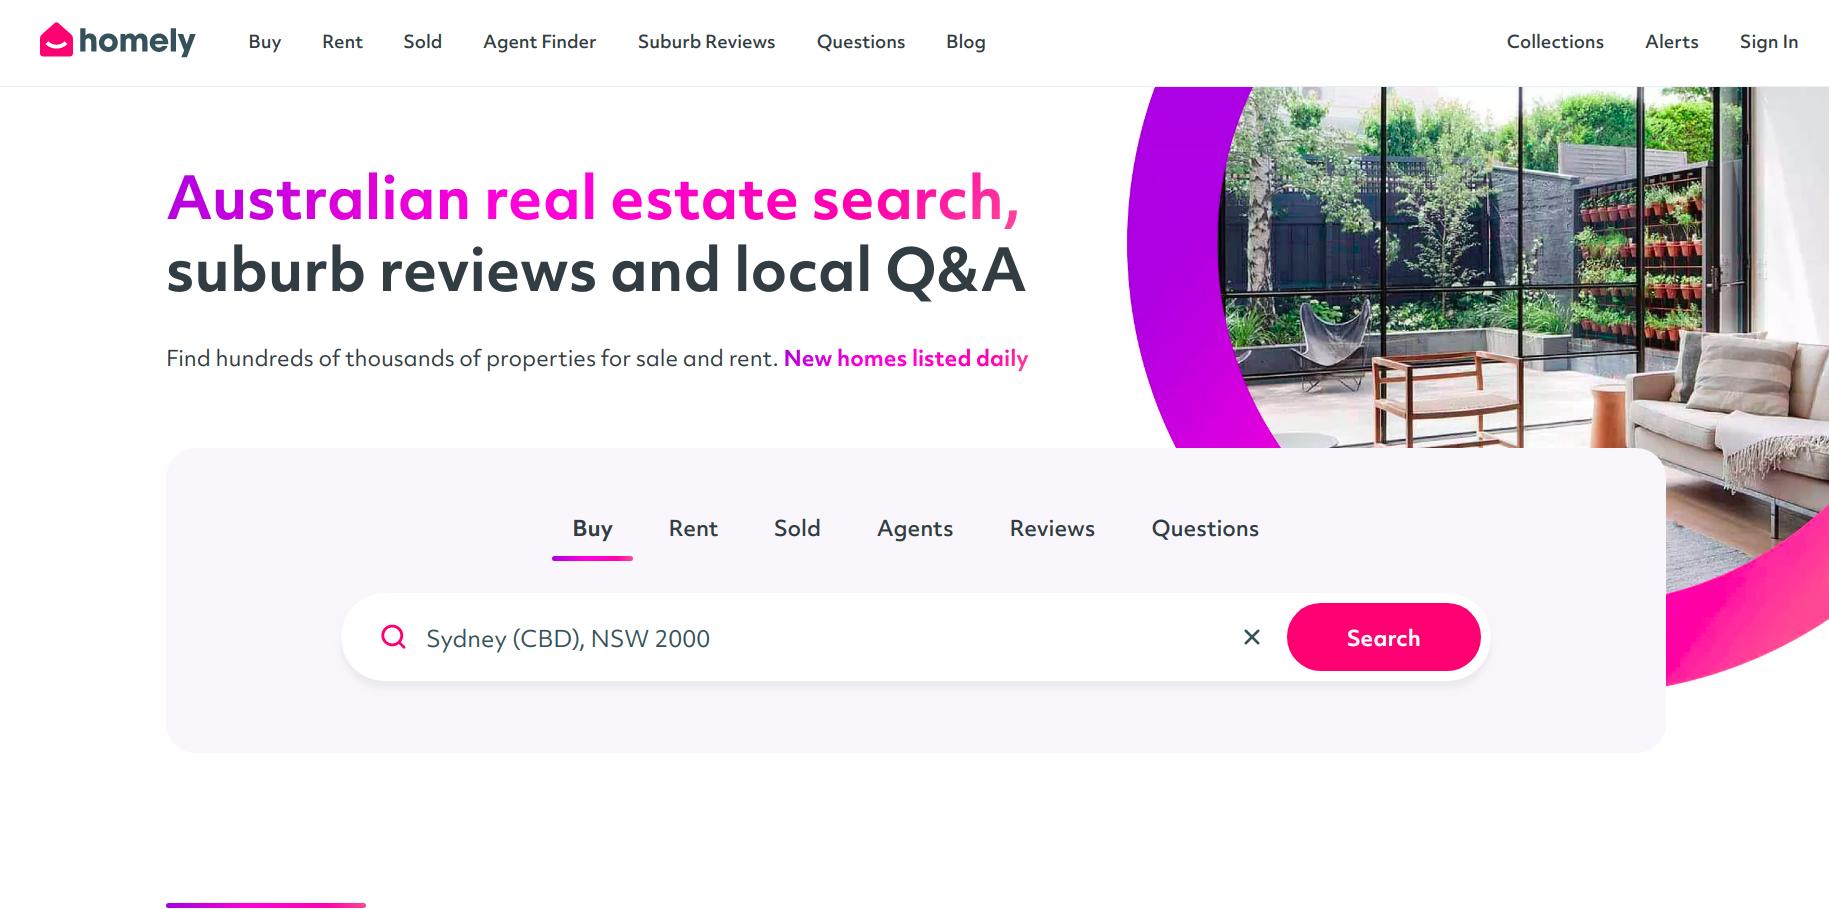 homely
Buy Rent Sold Agent Finder Suburb Reviews Questions Blog Collections Alerts Sign In
Australian real estate search,
suburb reviews and local Q&A
Find hundreds of thousands of properties for sale and rent. New homes listed daily
Buy Rent Sold Agents Reviews Questions
Sydney (CBD), NSW 2000
Search